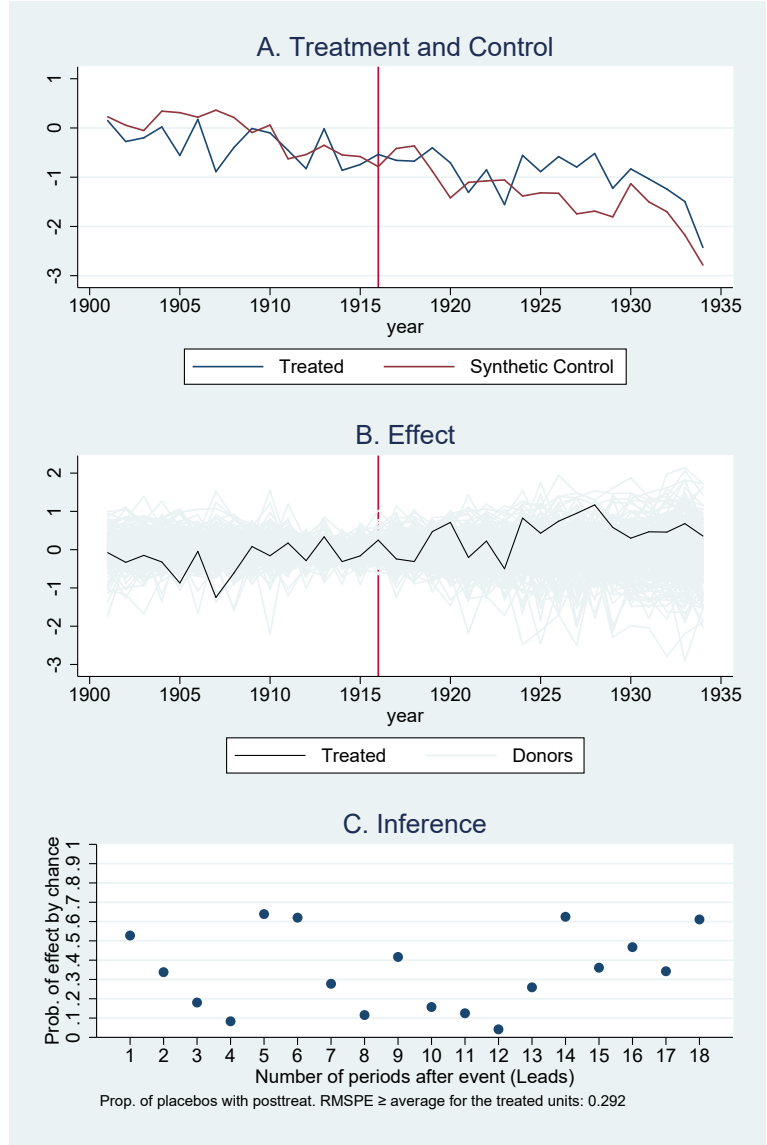 A. Treatment and Control
1
0
-1
-2
-3
1900 1905 1910 1915 1920 1925 1930 1935
year
Treated Synthetic Control
B. Effect
2
1
0
-1
-2
-3
1900 1905 1910 1915 1920 1925 1930 1935
year
Treated Donors
C. Inference
Prob. of effect by chance
0 .1 .2 .3 .4 .5 .6 .7 .8 .9 1
1 2 3 4 5 6 7 8 9 10 11 12 13 14 15 16 17 18
Number of periods after event (Leads)
Prop. of placebos with posttreat. RMSPE ≥ average for the treated units: 0.292